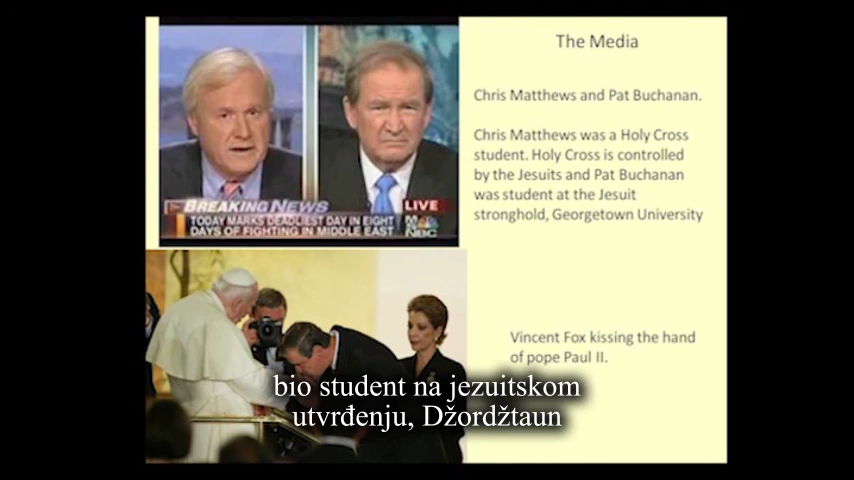 The Media
Chris Matthews and Pat Buchanan.
Chris Matthews was a Holy Cross
student. Holy Cross is controlled
by the Jesuits and Pat Buchanan
was student at the Jesuit
stronghold, Georgetown University
BREAKING NEWS
LIVE
TODAY MARKS DEADLIEST DAY IN EIGHT
DAYS OF FIGHTING IN MIDDLE EAST
MSNBC
Vincent Fox kissing the hand
of pope Paul II.
bio student na jezuitskom
utvrđenju, Džordžtaun